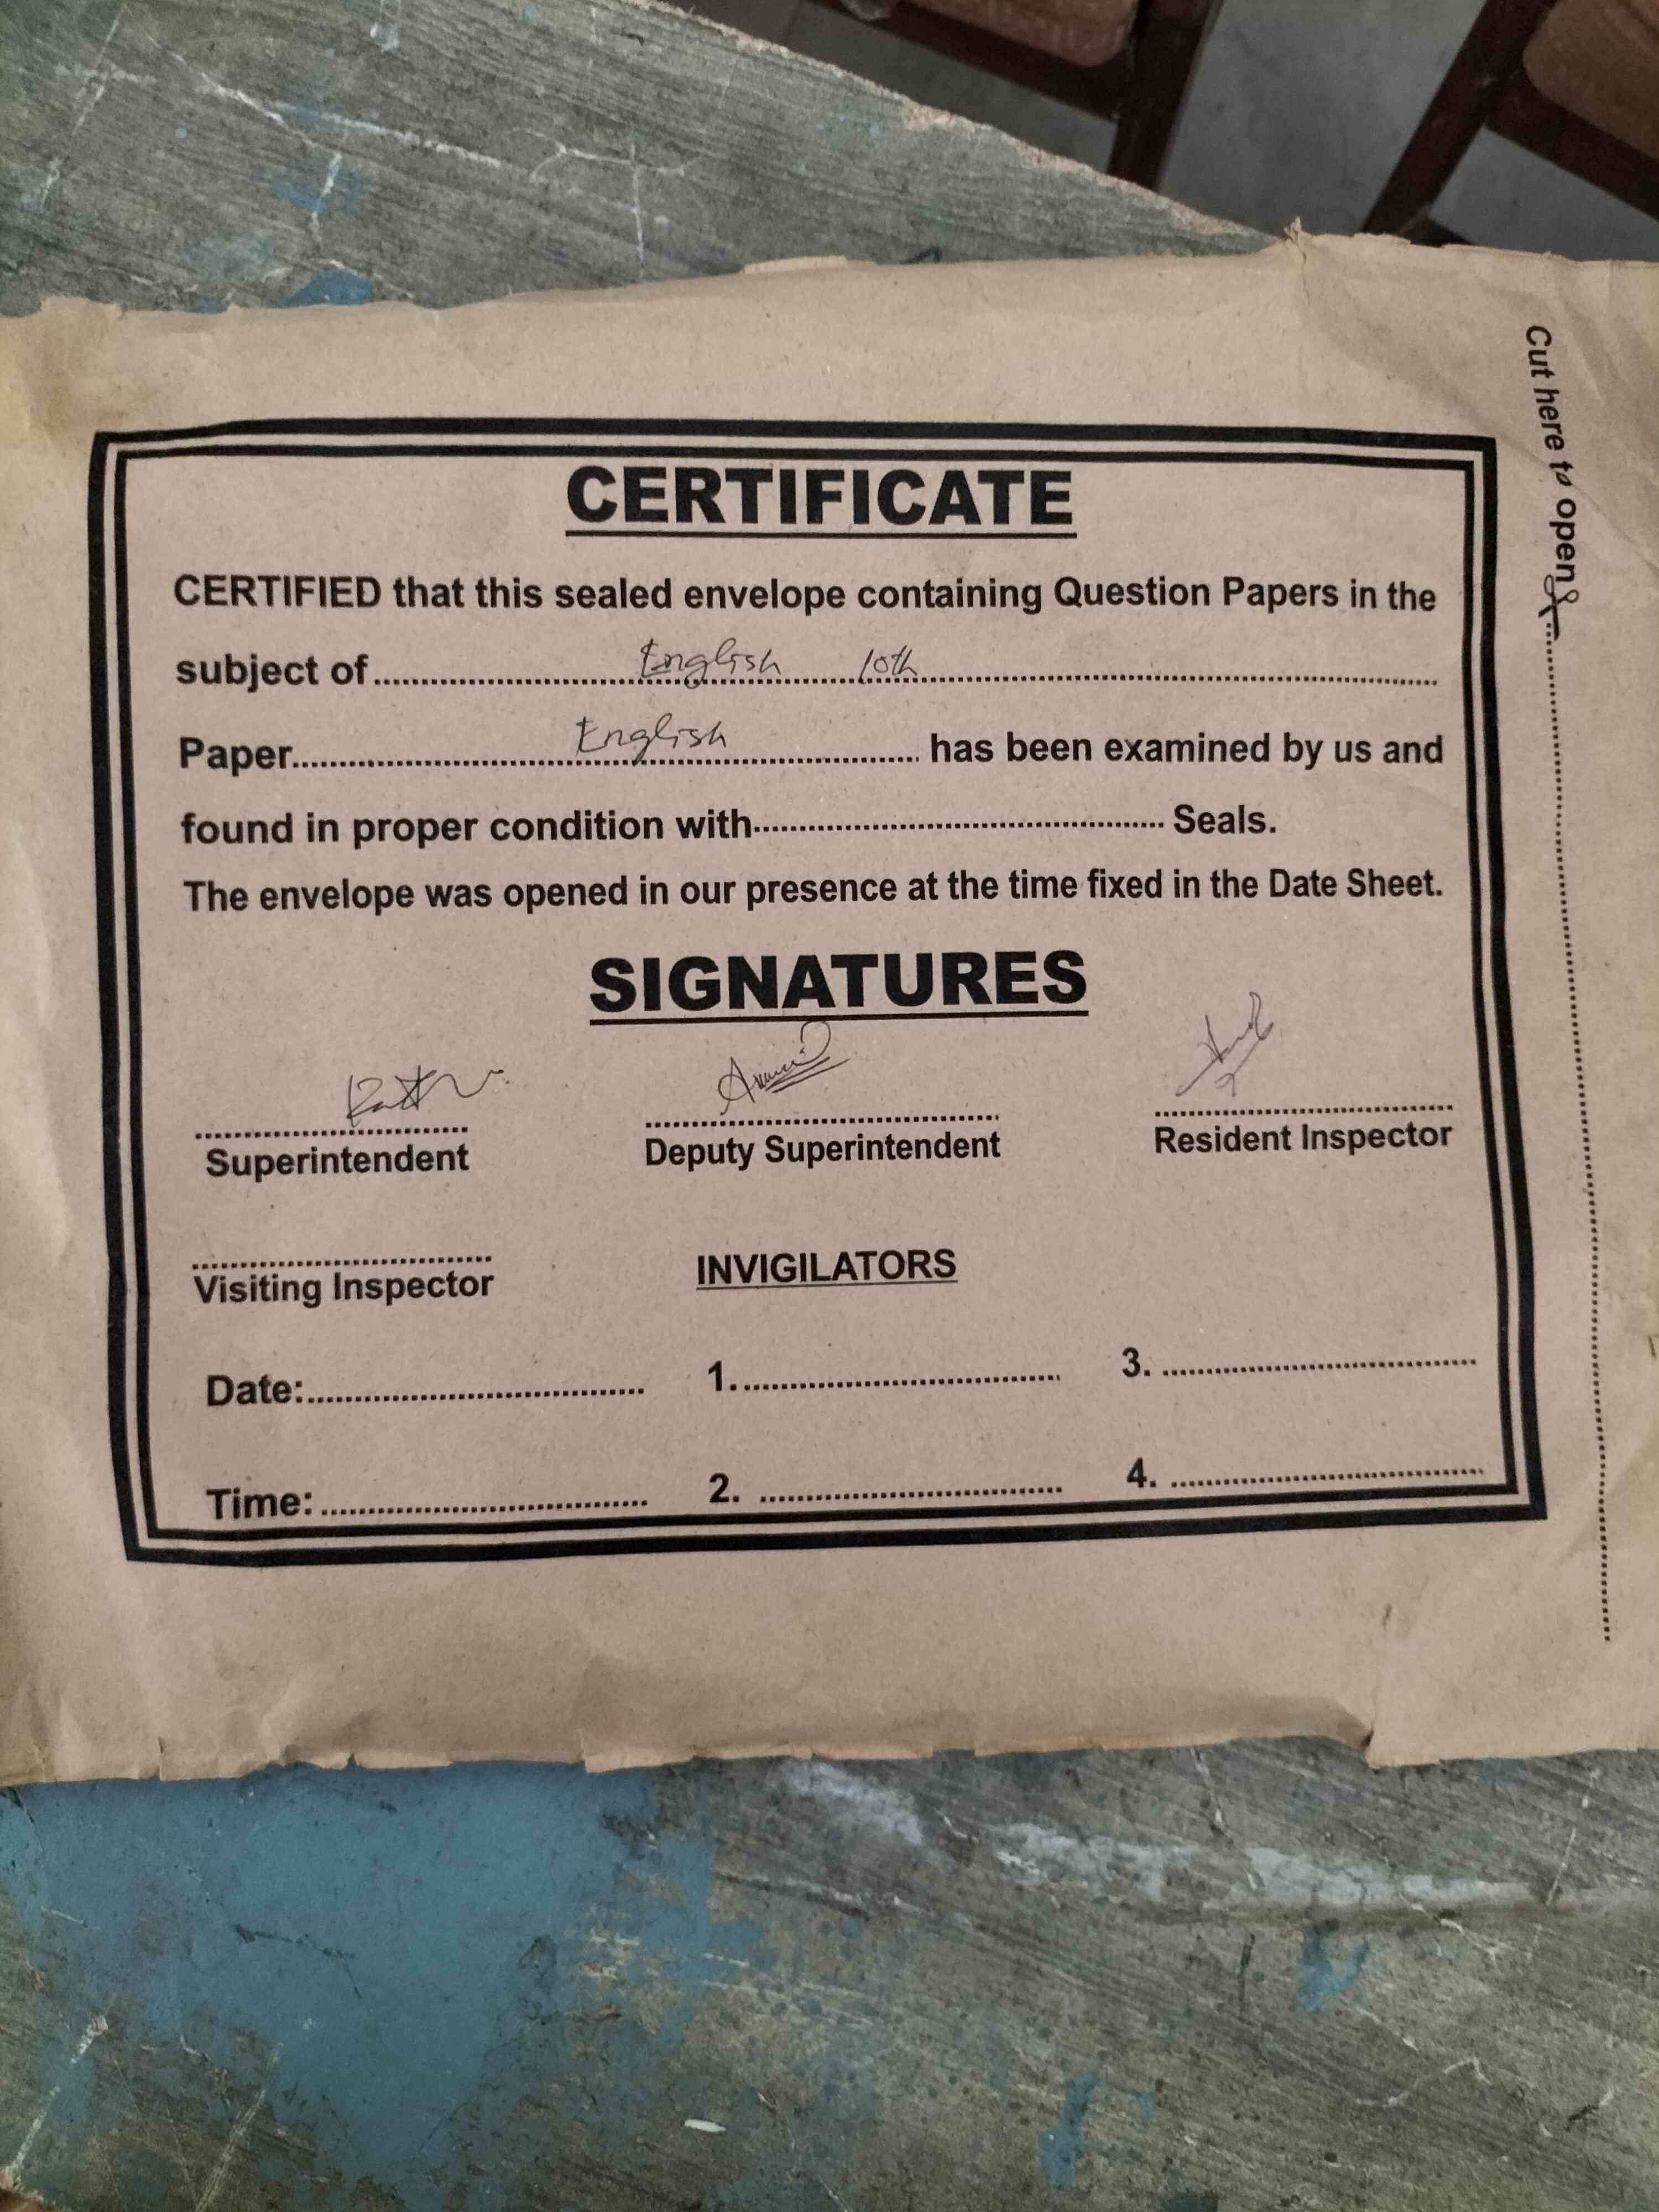 Cut here to open
CERTIFICATE
CERTIFIED that this sealed envelope containing Question Papers in the
subject of.......... English 10th ..........
Paper.......... English .......... has been examined by us and
found in proper condition with.......... Seals.
The envelope was opened in our presence at the time fixed in the Date Sheet.
SIGNATURES
Superintendent Deputy Superintendent Resident Inspector
Visiting Inspector INVIGILATORS
Date:.......... 1........... 3. ..........
Time:.......... 2. .......... 4. ..........